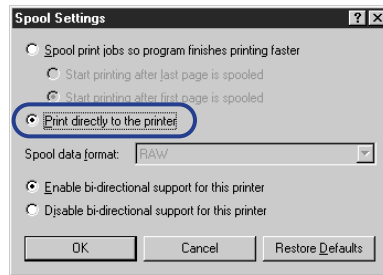 Spool Settings
Spool print jobs so program finishes printing faster
Start printing after last page is spooled
Start printing after first page is spooled
Print directly to the printer
Spool data format: RAW
Enable bi-directional support for this printer
Disable bi-directional support for this printer
OK Cancel Restore Defaults